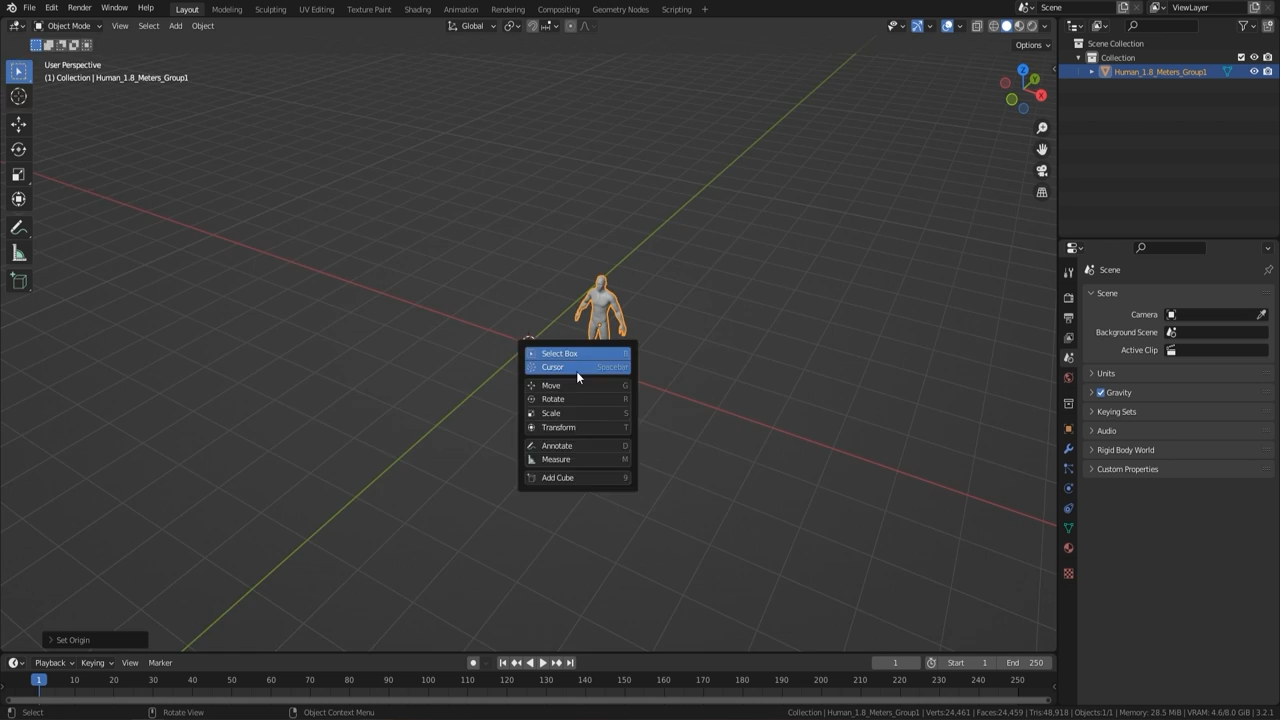 File Edit Render Window Help Layout Modeling Sculpting UV Editing Texture Paint Shading Animation Rendering Compositing Geometry Nodes Scripting + Scene ViewLayer
Object Mode View Select Add Object Global
Options
User Perspective
(1) Collection | Human_1.8_Meters_Group1
X
Y
Z
Scene Collection
Collection
Human_1.8_Meters_Group1
Select Box B
Cursor Spacebar
Move G
Rotate R
Scale S
Transform T
Annotate D
Measure M
Add Cube 9
Scene
Scene
Camera
Background Scene
Active Clip
Units
Gravity
Keying Sets
Audio
Rigid Body World
Custom Properties
Set Origin
Playback Keying View Marker 1 Start 1 End 250
1 10 20 30 40 50 60 70 80 90 100 110 120 130 140 150 160 170 180 190 200 210 220 230 240 250
Select Rotate View Object Context Menu Collection | Human_1.8_Meters_Group1 | Verts:24,461 | Faces:24,459 | Tris:48,918 | Objects:1/1 | Memory: 28.5 MiB | VRAM: 4.6/8.0 GiB | 3.2.1